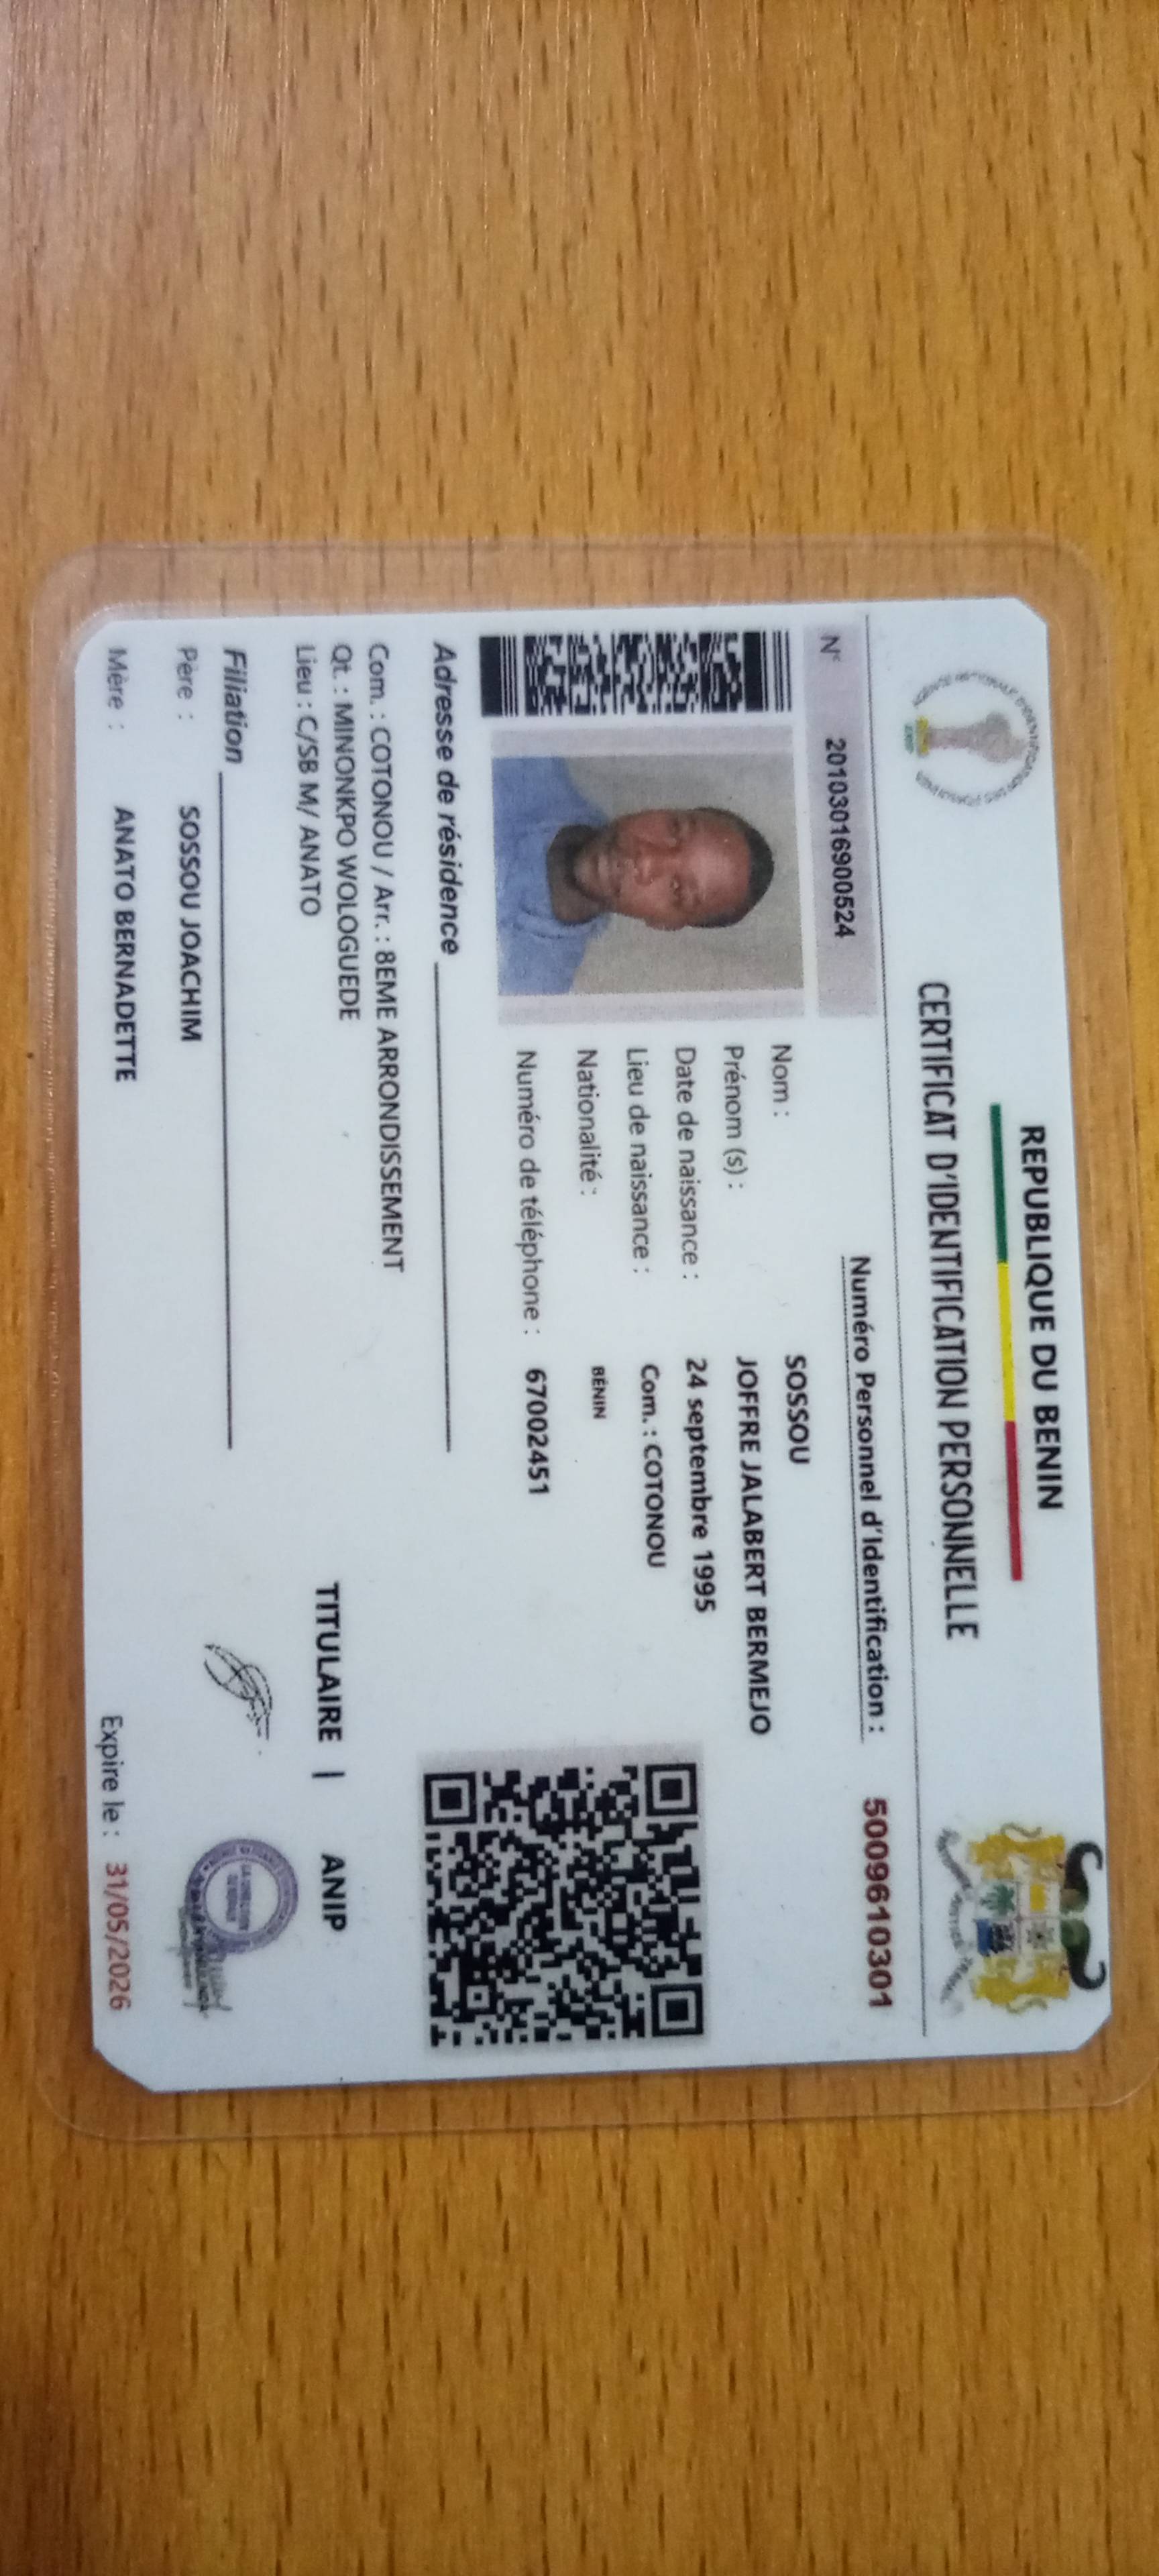 REPUBLIQUE DU BENIN
CERTIFICAT D'IDENTIFICATION PERSONNELLE
N° 20103016900524
Numéro Personnel d'Identification : 5009610301
Nom : SOSSOU
Prénom (s) : JOFFRE JALABERT BERMEJO
Date de naissance : 24 septembre 1995
Lieu de naissance : Com. : COTONOU
Nationalité : BÉNIN
Numéro de téléphone : 67002451
Adresse de résidence
Com. : COTONOU / Arr. : 8EME ARRONDISSEMENT
Qt. : MINONKPO WOLOGUEDE
Lieu : C/SB M/ ANATO
Filiation
Père : SOSSOU JOACHIM
Mère : ANATO BERNADETTE
TITULAIRE | ANIP
Expire le : 31/05/2026